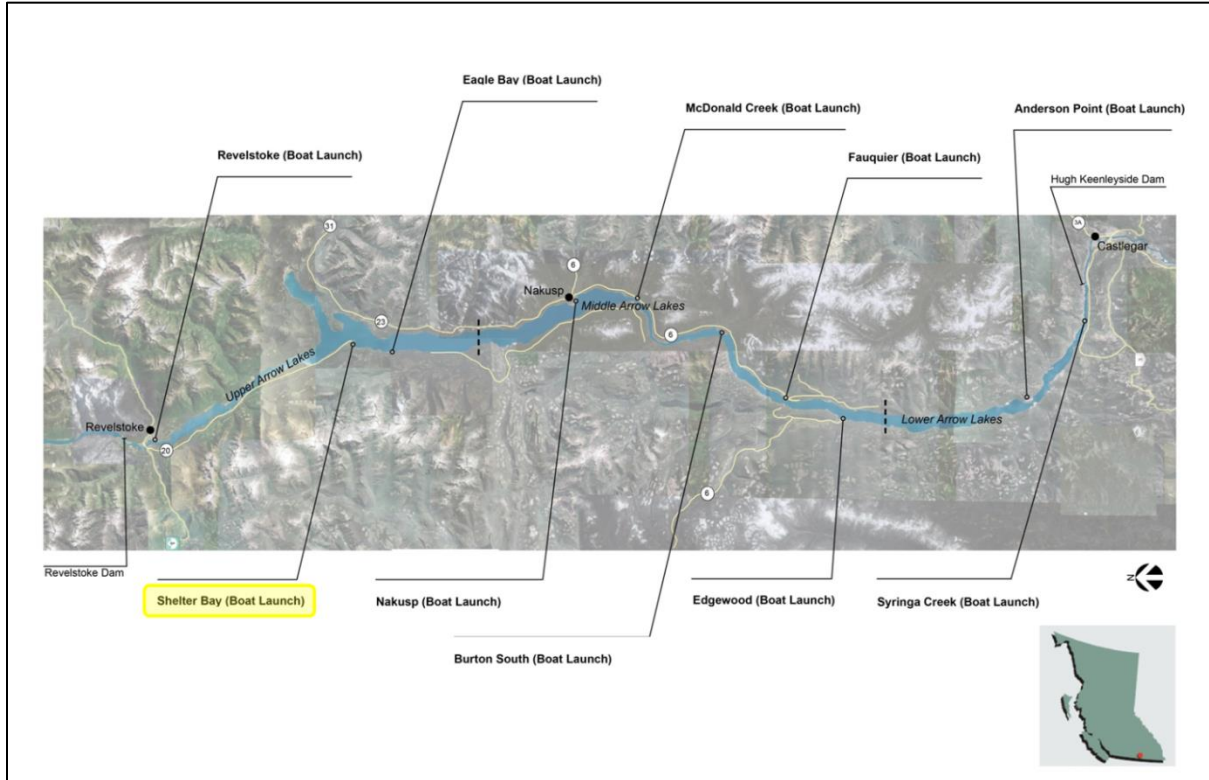 Eagle Bay (Boat Launch)
McDonald Creek (Boat Launch)
Anderson Point (Boat Launch)
Revelstoke (Boat Launch)
Fauquier (Boat Launch)
Hugh Keenleyside Dam
31
3A
Castlegar
6
Nakusp
Middle Arrow Lakes
23
6
Upper Arrow Lakes
Revelstoke
20
Lower Arrow Lakes
6
Revelstoke Dam
N
Shelter Bay (Boat Launch)
Nakusp (Boat Launch)
Edgewood (Boat Launch)
Syringa Creek (Boat Launch)
Burton South (Boat Launch)